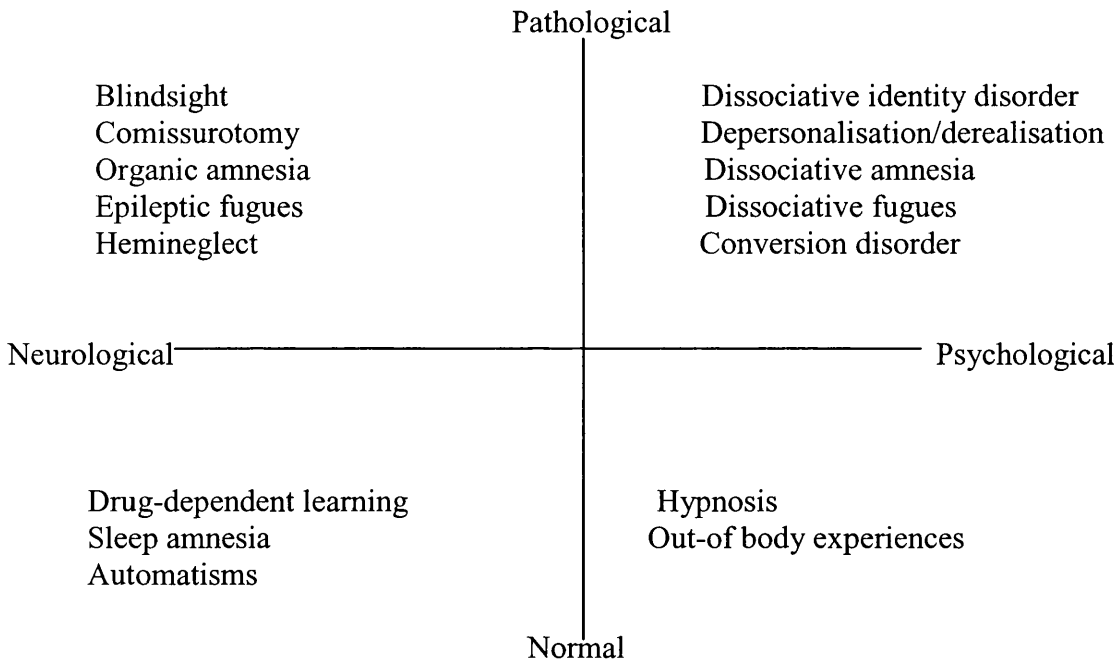 Pathological
Blindsight
Comissurotomy
Organic amnesia
Epileptic fugues
Hemineglect
Dissociative identity disorder
Depersonalisation/derealisation
Dissociative amnesia
Dissociative fugues
Conversion disorder
Neurological
Psychological
Drug-dependent learning
Sleep amnesia
Automatisms
Hypnosis
Out-of body experiences
Normal